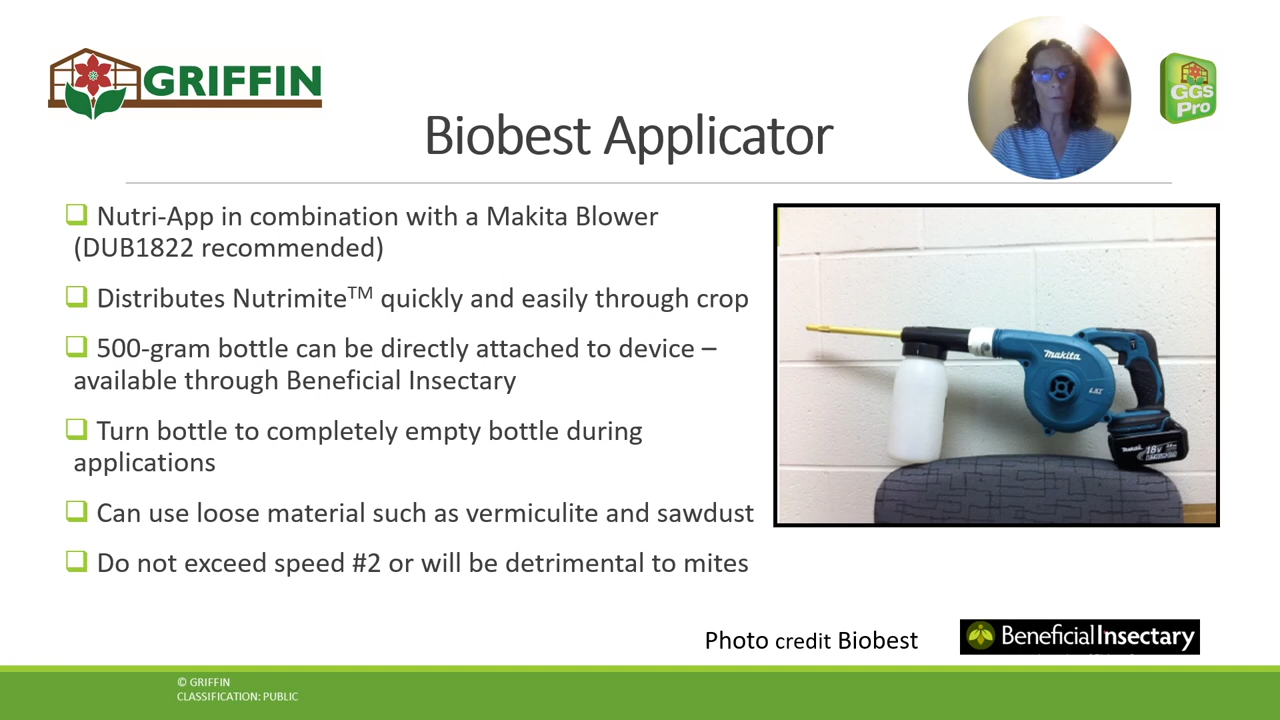 GRIFFIN
GGS
Pro
Biobest Applicator
Nutri-App in combination with a Makita Blower
(DUB1822 recommended)
Distributes Nutrimite™ quickly and easily through crop
500-gram bottle can be directly attached to device –
available through Beneficial Insectary
Turn bottle to completely empty bottle during
applications
Can use loose material such as vermiculite and sawdust
Do not exceed speed #2 or will be detrimental to mites
makita
LXT
makita
18V
Photo credit Biobest
BeneficialInsectary
© GRIFFIN
CLASSIFICATION: PUBLIC